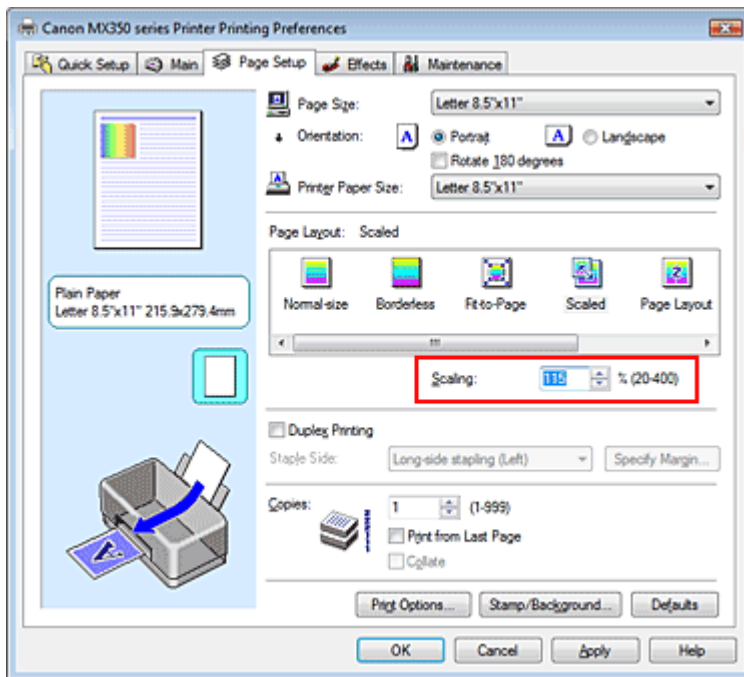 Canon MX350 series Printer Printing Preferences
Quick Setup Main Page Setup Effects Maintenance
Page Size: Letter 8.5"x11"
Orientation: A Portrait A Landscape
Rotate 180 degrees
Printer Paper Size: Letter 8.5"x11"
Page Layout: Scaled
Normal-size Borderless Fit-to-Page Scaled Page Layout
Plain Paper
Letter 8.5"x11" 215.9x279.4mm
Scaling: 115 % (20-400)
Duplex Printing
Staple Side: Long-side stapling (Left) Specify Margin...
Copies: 1 (1-999)
Print from Last Page
Collate
Print Options... Stamp/Background... Defaults
OK Cancel Apply Help